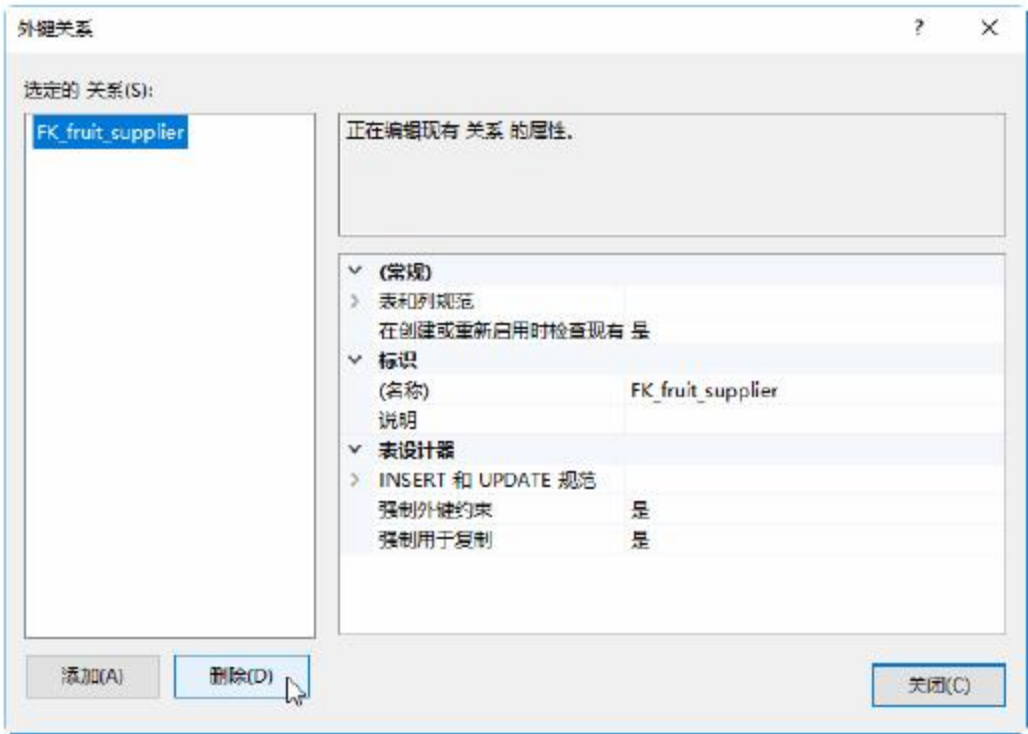 外键关系
?
选定的 关系(S):
FK_fruit_supplier
正在编辑现有 关系 的属性。
(常规)
表和列规范
在创建或重新启用时检查现有 是
标识
(名称) FK_fruit_supplier
说明
表设计器
INSERT 和 UPDATE 规范
强制外键约束 是
强制用于复制 是
添加(A) 删除(D)
关闭(C)